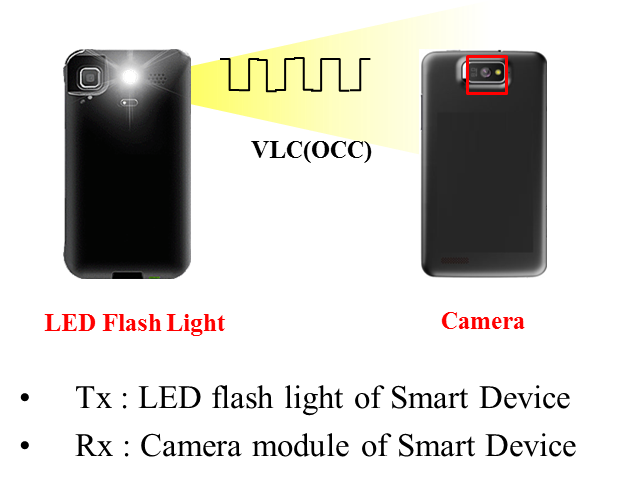 VLC(OCC)
LED Flash Light
Camera
• Tx : LED flash light of Smart Device
• Rx : Camera module of Smart Device